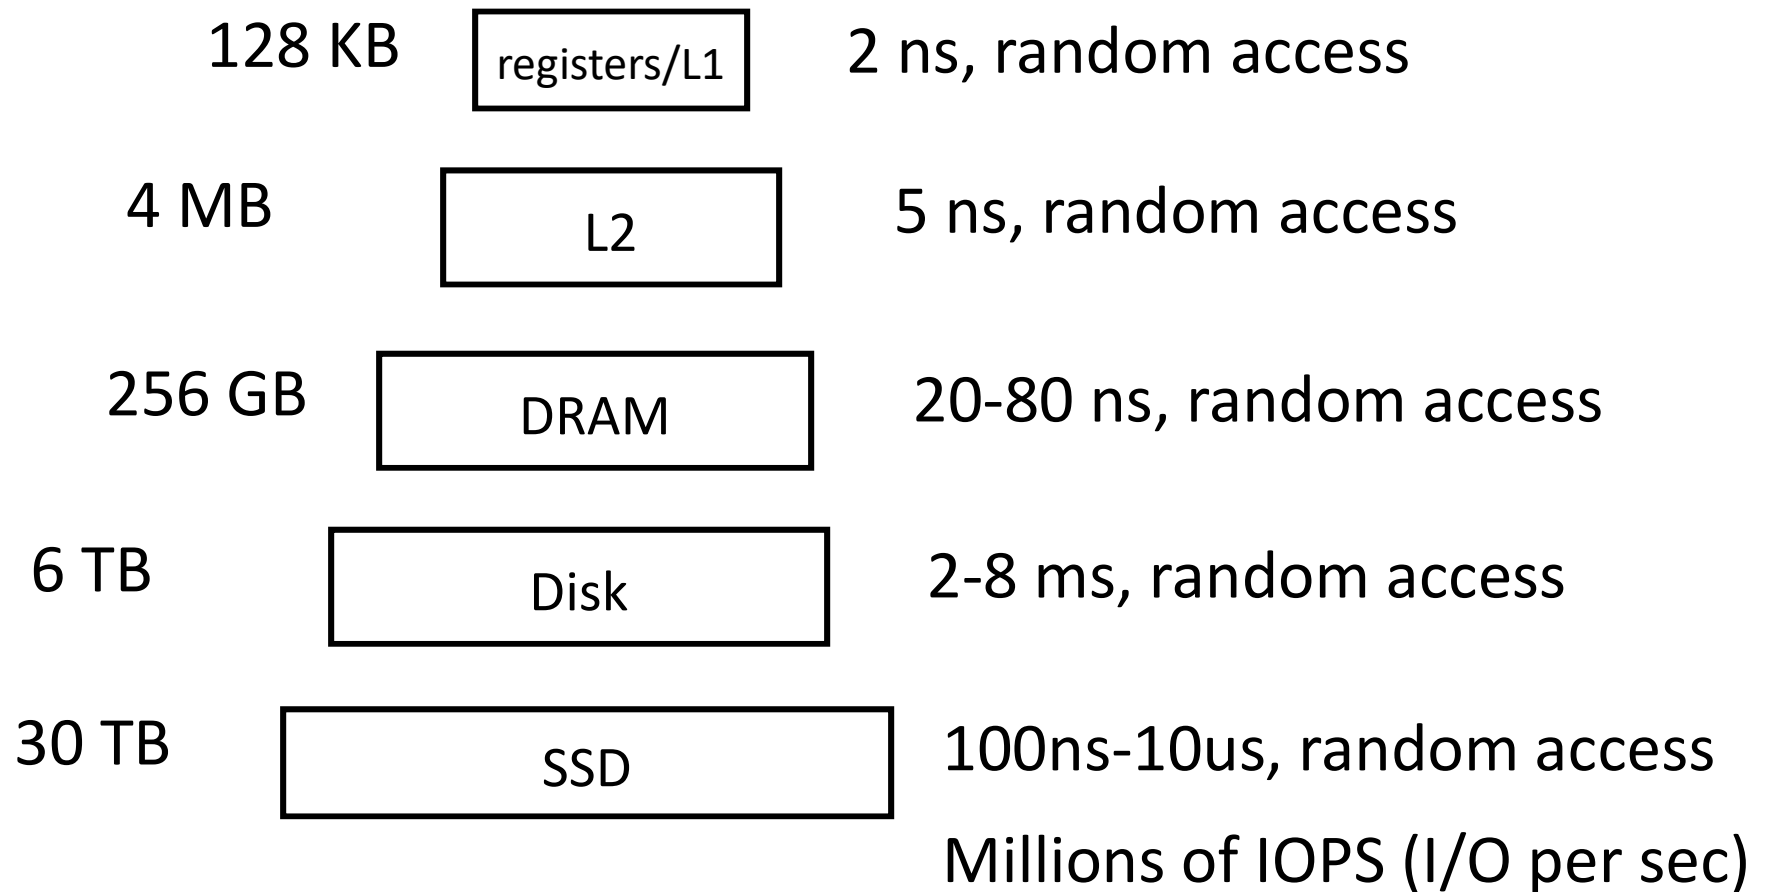 128 KB registers/L1 2 ns, random access
4 MB L2 5 ns, random access
256 GB DRAM 20-80 ns, random access
6 TB Disk 2-8 ms, random access
30 TB SSD 100ns-10us, random access
Millions of IOPS (I/O per sec)